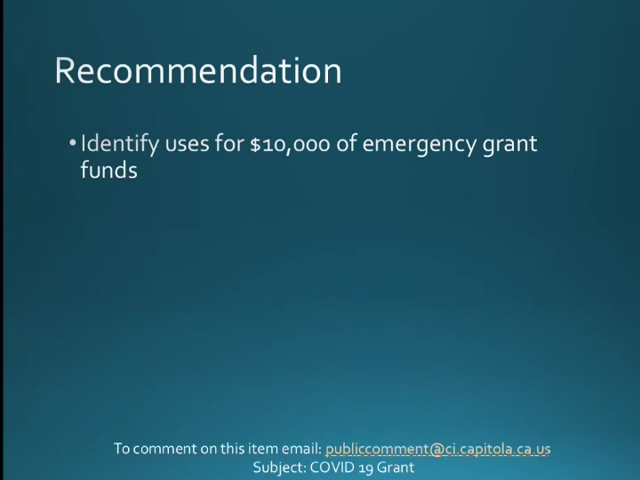 Recommendation
• Identify uses for $10,000 of emergency grant
funds
To comment on this item email: publiccomment@ci.capitola.ca.us
Subject: COVID 19 Grant